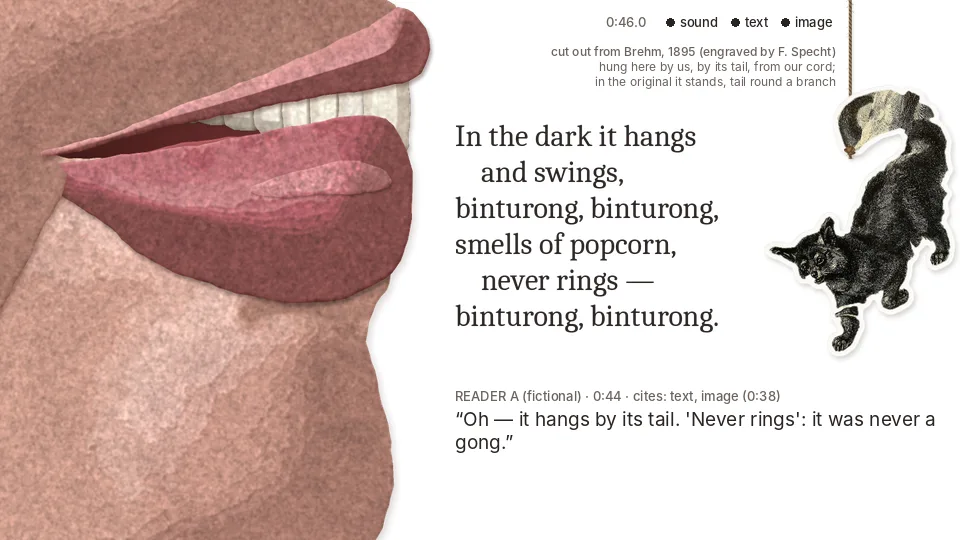 0:46.0 ● sound ● text ● image
cut out from Brehm, 1895 (engraved by F. Specht)
hung here by us, by its tail, from our cord;
in the original it stands, tail round a branch
In the dark it hangs
and swings,
binturong, binturong,
smells of popcorn,
never rings —
binturong, binturong.
READER A (fictional) · 0:44 · cites: text, image (0:38)
“Oh — it hangs by its tail. 'Never rings': it was never a
gong.”